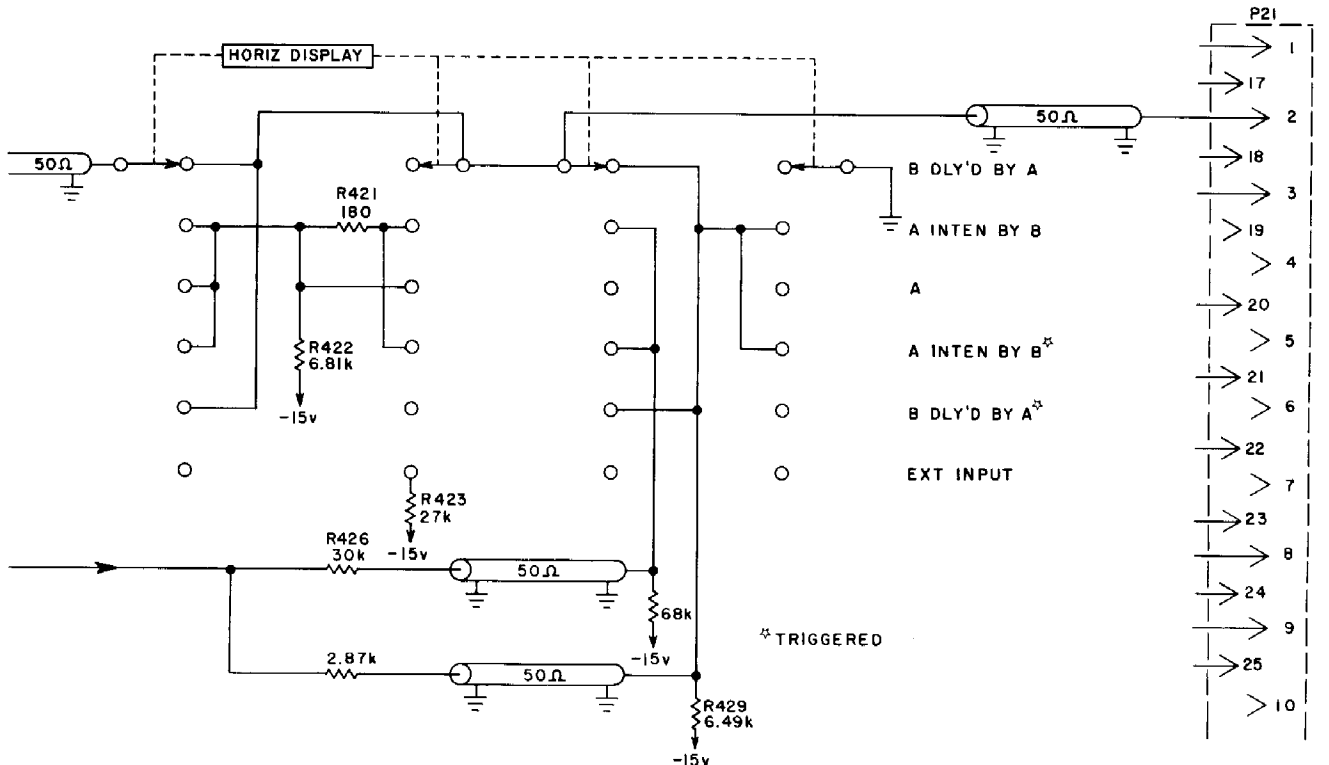 P21
1
HORIZ DISPLAY
17
50Ω
2
50Ω
B DLY'D BY A
18
R421
180
3
A INTEN BY B
19
4
A
20
R422
6.81k
5
A INTEN BY B☆
21
-15v
6
B DLY'D BY A☆
22
EXT INPUT
7
R423
27k
23
R426
30k
-15v
8
50Ω
24
68k
9
☆TRIGGERED
-15v
2.87k
25
50Ω
10
R429
6.49k
-15v